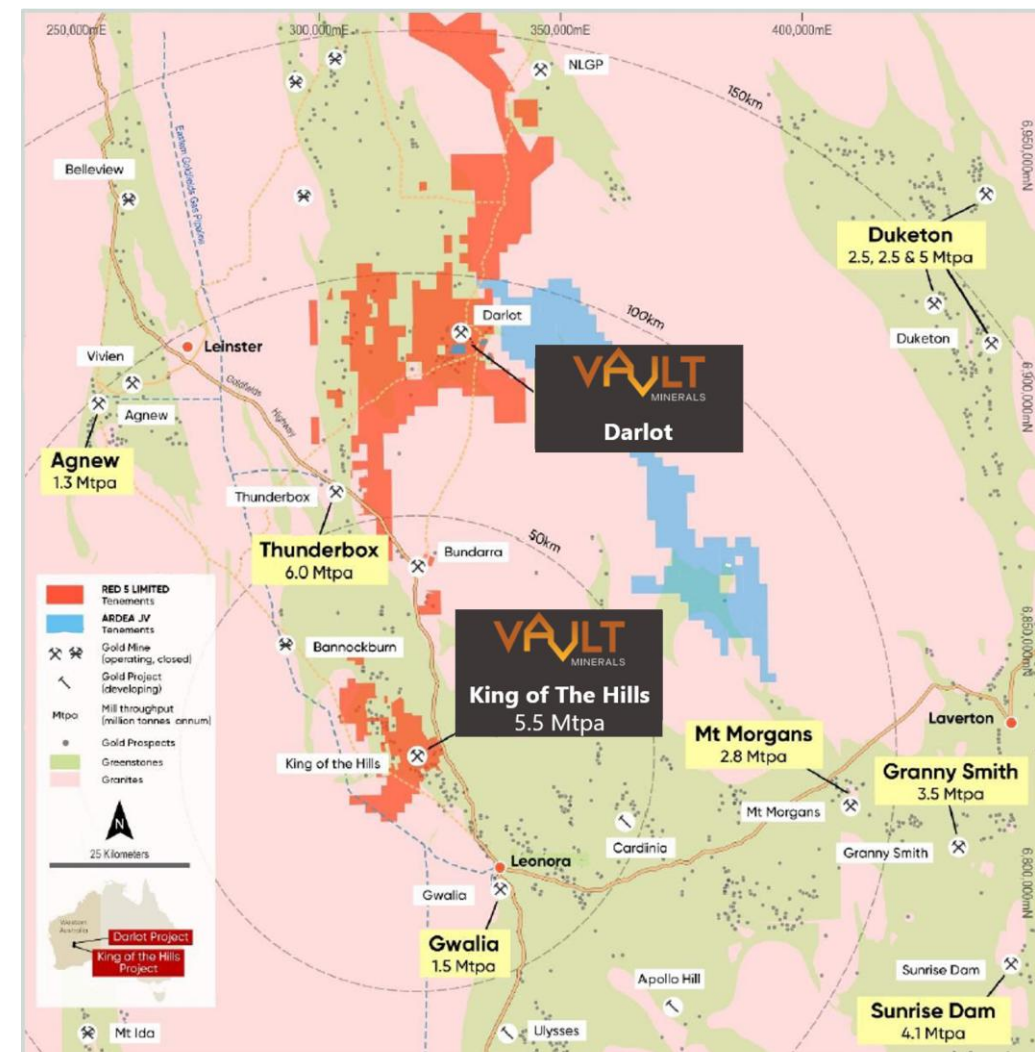 250,000mE
300,000mE
350,000mE
400,000mE
NLGP
150km
6,950,000mN
Belleview
Eastern Goldfields Gas Pipeline
Duketon
2.5, 2.5 & 5 Mtpa
Duketon
100km
Darlot
Leinster
Vivien
Agnew
Goldfields Highway
VAULT
MINERALS
Darlot
6,900,000mN
Agnew
1.3 Mtpa
Thunderbox
Thunderbox
6.0 Mtpa
50km
Bundarra
RED 5 LIMITED
Tenements
ARDEA JV
Tenements
Gold Mine
(operating, closed)
Gold Project
(developing)
Mtpa
Mill throughput
(million tonnes annum)
Gold Prospects
Greenstones
Granites
N
25 Kilometers
Western
Australia
Darlot Project
King of the Hills
Project
Bannockburn
VAULT
MINERALS
King of The Hills
5.5 Mtpa
6,850,000mN
King of the Hills
Laverton
Mt Morgans
2.8 Mtpa
Granny Smith
3.5 Mtpa
Mt Morgans
Cardinia
Granny Smith
6,800,000mN
Leonora
Gwalia
Gwalia
1.5 Mtpa
Apollo Hill
Sunrise Dam
Sunrise Dam
4.1 Mtpa
Mt Ida
Ulysses